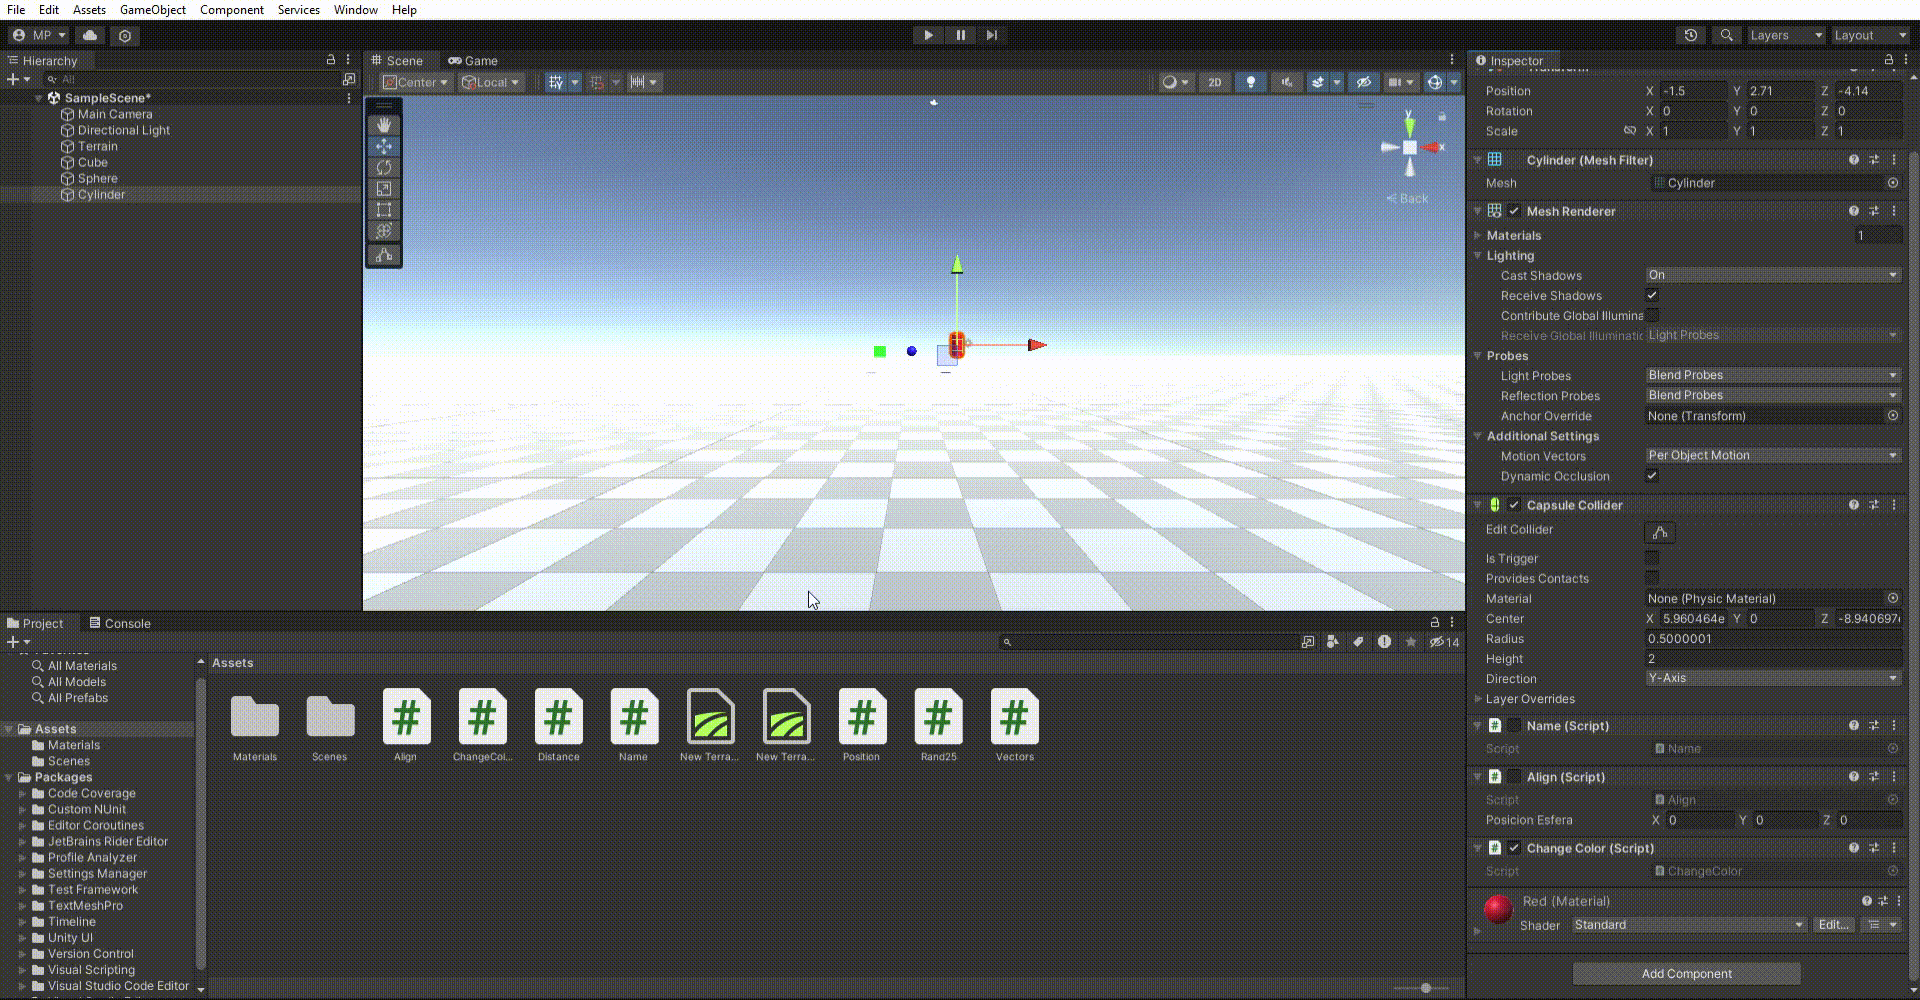 File Edit Assets GameObject Component Services Window Help
MP Layers Layout
Hierarchy
All
SampleScene*
Main Camera
Directional Light
Terrain
Cube
Sphere
Cylinder
Scene Game
Center Local 2D
y
x
Back
Inspector
Position X -1.5 Y 2.71 Z -4.14
Rotation X 0 Y 0 Z 0
Scale X 1 Y 1 Z 1
Cylinder (Mesh Filter)
Mesh Cylinder
Mesh Renderer
Materials 1
Lighting
Cast Shadows On
Receive Shadows
Contribute Global Illumina
Receive Global Illuminatic Light Probes
Probes
Light Probes Blend Probes
Reflection Probes Blend Probes
Anchor Override None (Transform)
Additional Settings
Motion Vectors Per Object Motion
Dynamic Occlusion
Capsule Collider
Edit Collider
Is Trigger
Provides Contacts
Material None (Physic Material)
Center X 5.960464e Y 0 Z -8.940697
Radius 0.5000001
Height 2
Direction Y-Axis
Layer Overrides
# Name (Script)
Script Name
# Align (Script)
Script Align
Posicion Esfera X 0 Y 0 Z 0
# Change Color (Script)
Script ChangeColor
Red (Material)
Shader Standard Edit...
Add Component
Project Console
14
All Materials
All Models
All Prefabs
Assets
Materials
Scenes
Packages
Code Coverage
Custom NUnit
Editor Coroutines
JetBrains Rider Editor
Profile Analyzer
Settings Manager
Test Framework
TextMeshPro
Timeline
Unity UI
Version Control
Visual Scripting
Visual Studio Code Editor
Assets
# # # # # # #
Materials Scenes Align ChangeCol... Distance Name New Terra... New Terra... Position Rand25 Vectors